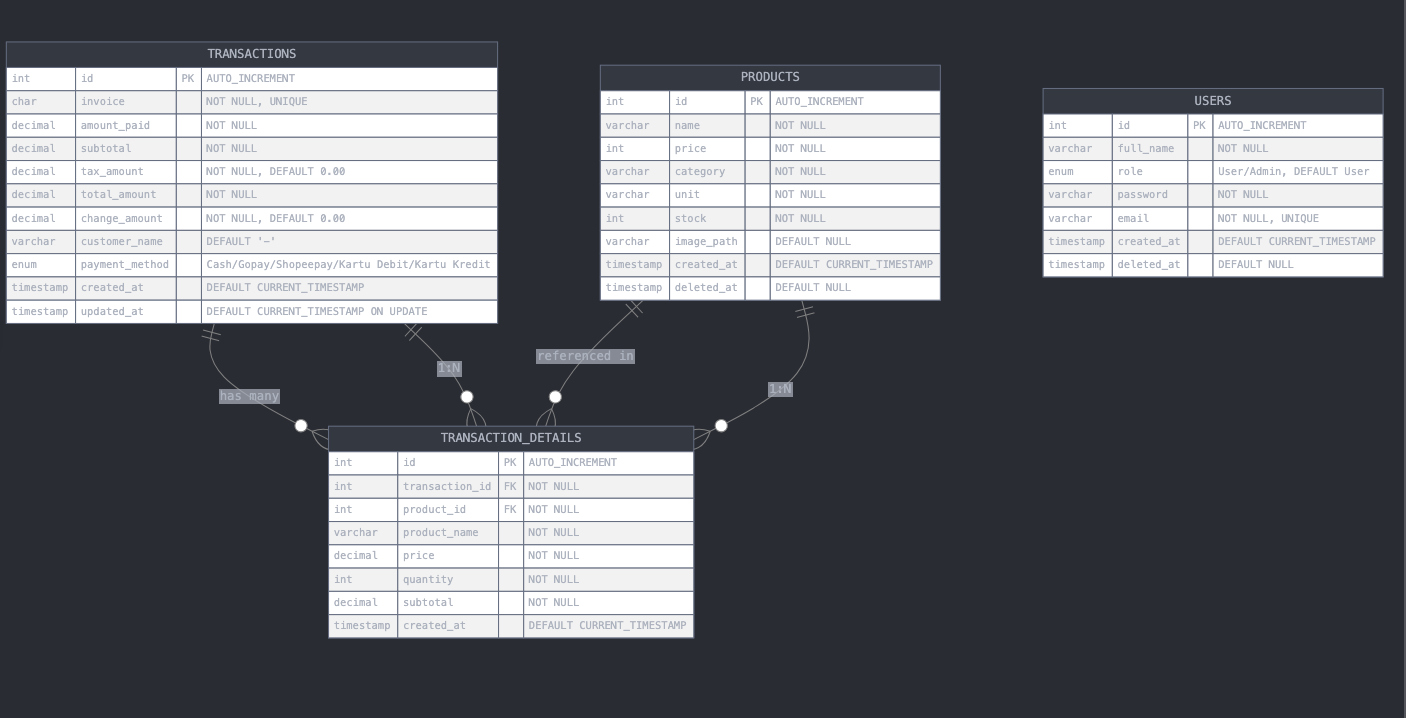 TRANSACTIONS
int id PK AUTO_INCREMENT
char invoice NOT NULL, UNIQUE
decimal amount_paid NOT NULL
decimal subtotal NOT NULL
decimal tax_amount NOT NULL, DEFAULT 0.00
decimal total_amount NOT NULL
decimal change_amount NOT NULL, DEFAULT 0.00
varchar customer_name DEFAULT '-'
enum payment_method Cash/Gopay/Shopeepay/Kartu Debit/Kartu Kredit
timestamp created_at DEFAULT CURRENT_TIMESTAMP
timestamp updated_at DEFAULT CURRENT_TIMESTAMP ON UPDATE
PRODUCTS
int id PK AUTO_INCREMENT
varchar name NOT NULL
int price NOT NULL
varchar category NOT NULL
varchar unit NOT NULL
int stock NOT NULL
varchar image_path DEFAULT NULL
timestamp created_at DEFAULT CURRENT_TIMESTAMP
timestamp deleted_at DEFAULT NULL
USERS
int id PK AUTO_INCREMENT
varchar full_name NOT NULL
enum role User/Admin, DEFAULT User
varchar password NOT NULL
varchar email NOT NULL, UNIQUE
timestamp created_at DEFAULT CURRENT_TIMESTAMP
timestamp deleted_at DEFAULT NULL
has many
1:N
referenced in
1:N
TRANSACTION_DETAILS
int id PK AUTO_INCREMENT
int transaction_id FK NOT NULL
int product_id FK NOT NULL
varchar product_name NOT NULL
decimal price NOT NULL
int quantity NOT NULL
decimal subtotal NOT NULL
timestamp created_at DEFAULT CURRENT_TIMESTAMP